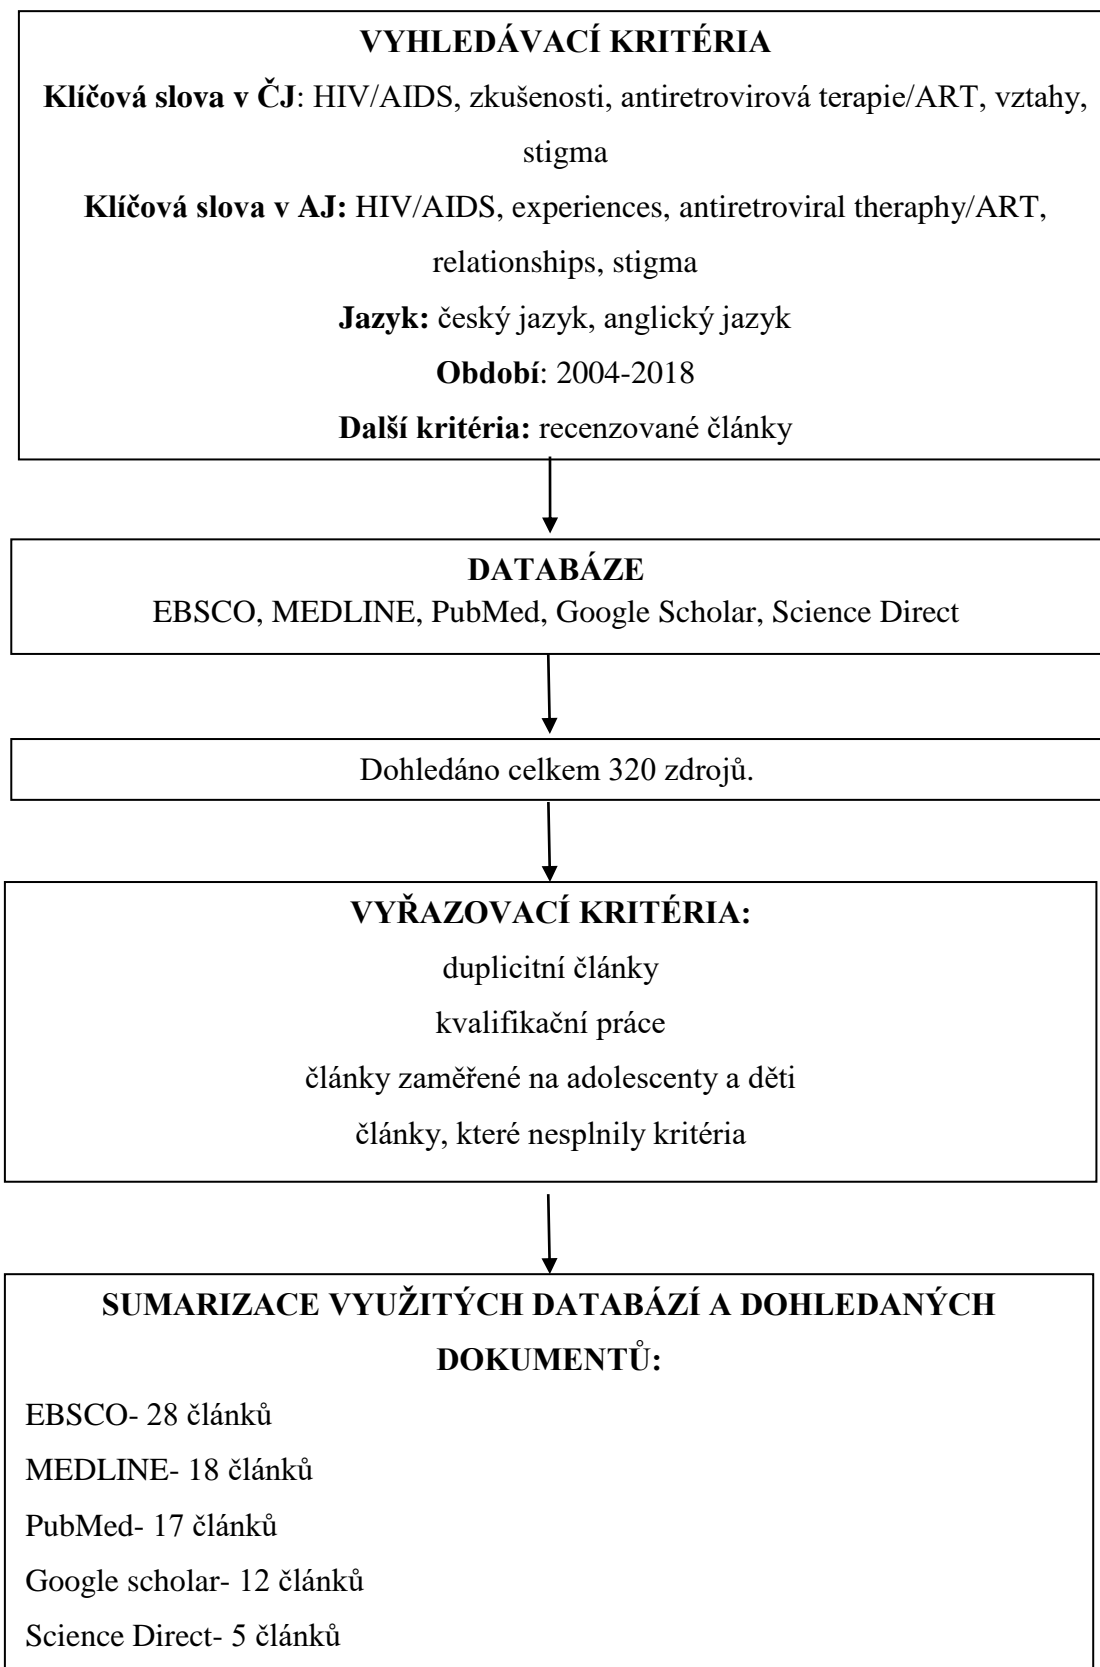 VYHLEDÁVACÍ KRITÉRIA
Klíčová slova v ČJ: HIV/AIDS, zkušenosti, antiretrovirová terapie/ART, vztahy,
stigma
Klíčová slova v AJ: HIV/AIDS, experiences, antiretroviral theraphy/ART,
relationships, stigma
Jazyk: český jazyk, anglický jazyk
Období: 2004-2018
Další kritéria: recenzované články
DATABÁZE
EBSCO, MEDLINE, PubMed, Google Scholar, Science Direct
Dohledáno celkem 320 zdrojů.
VYŘAZOVACÍ KRITÉRIA:
duplicitní články
kvalifikační práce
články zaměřené na adolescenty a děti
články, které nesplnily kritéria
SUMARIZACE VYUŽITÝCH DATABÁZÍ A DOHLEDANÝCH
DOKUMENTŮ:
EBSCO- 28 článků
MEDLINE- 18 článků
PubMed- 17 článků
Google scholar- 12 článků
Science Direct- 5 článků